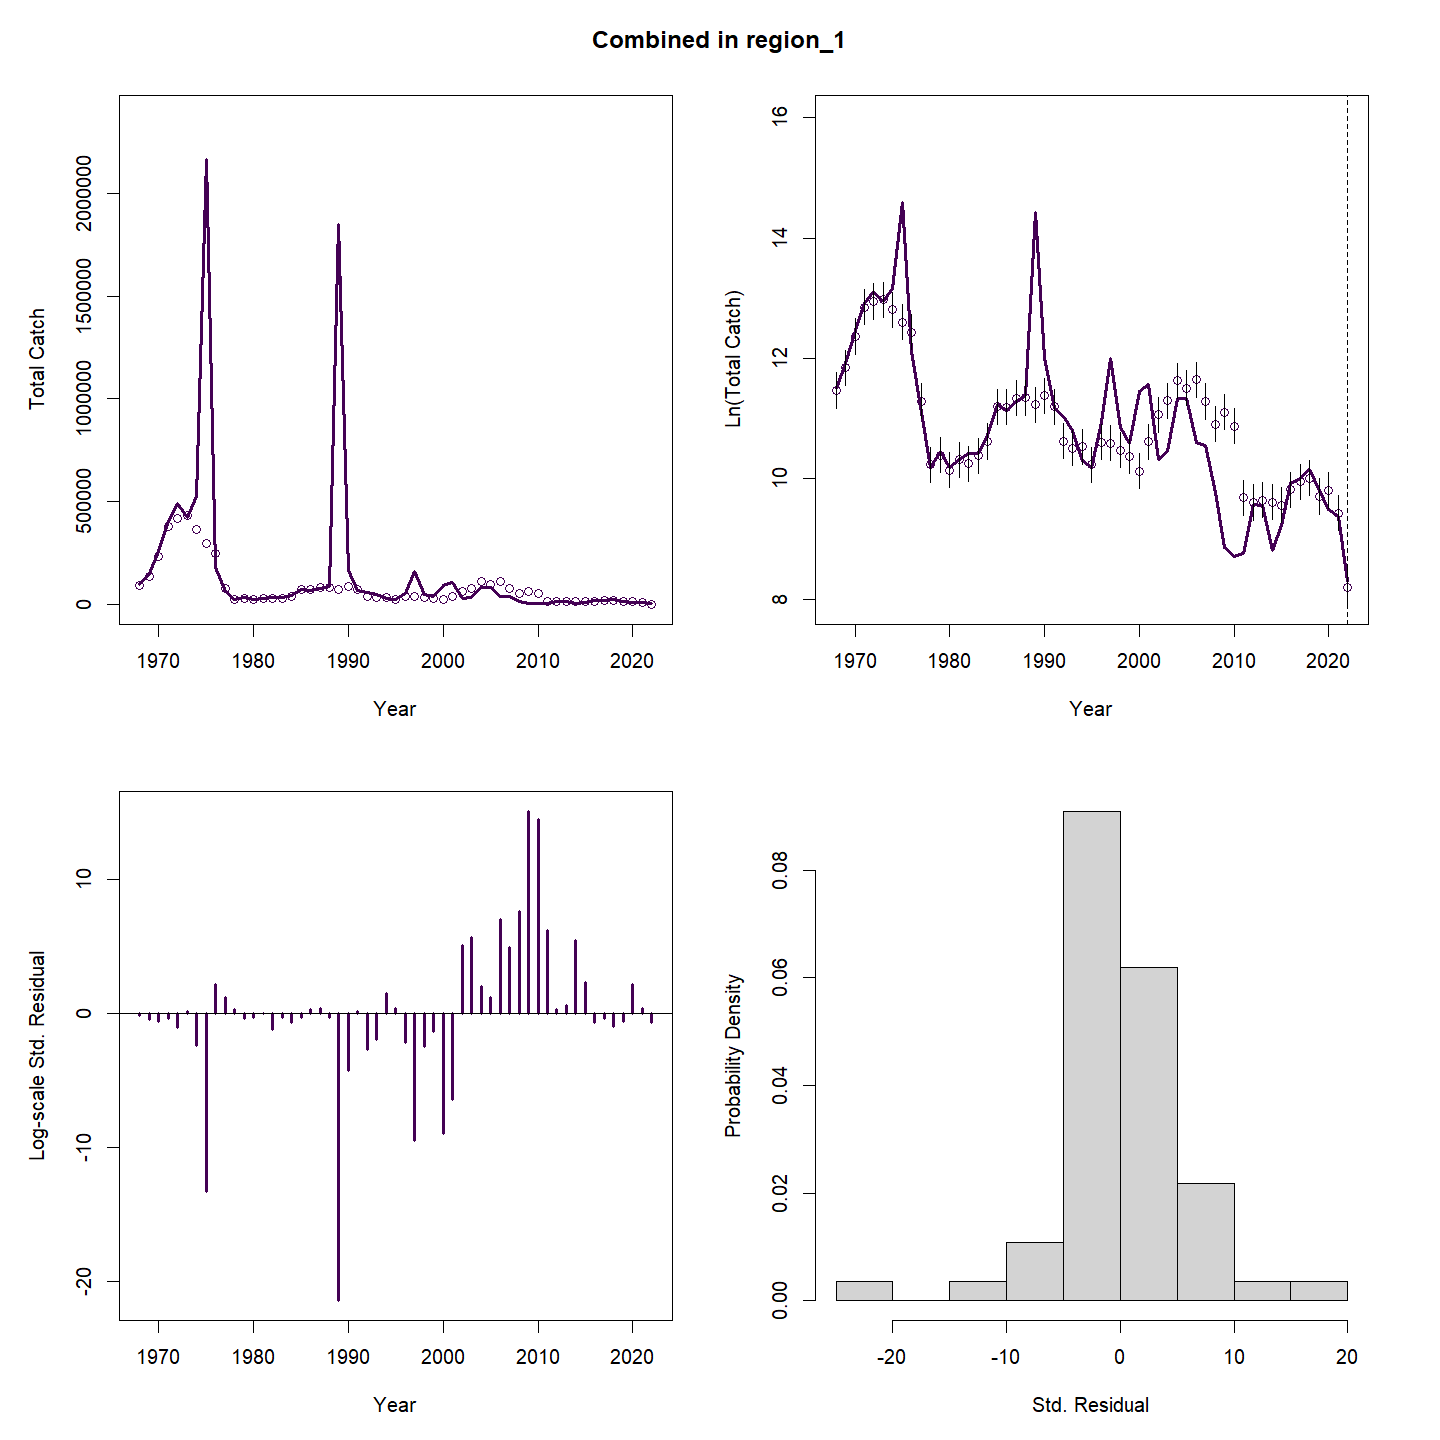 Combined in region_1
Total Catch
2000000
1500000
1000000
500000
0
1970 1980 1990 2000 2010 2020
Year
Ln(Total Catch)
16
14
12
10
8
1970 1980 1990 2000 2010 2020
Year
Log-scale Std. Residual
10
0
-10
-20
1970 1980 1990 2000 2010 2020
Year
Probability Density
0.08
0.06
0.04
0.02
0.00
-20 -10 0 10 20
Std. Residual